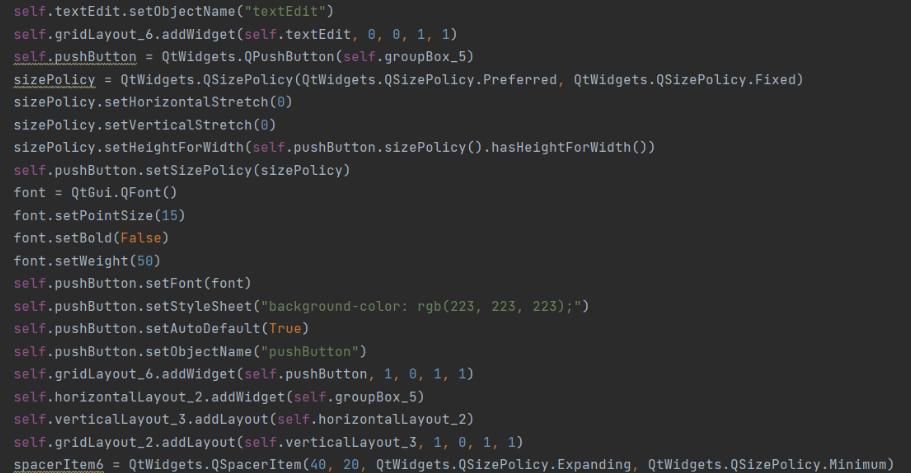 self.textEdit.setObjectName("textEdit")
self.gridLayout_6.addWidget(self.textEdit, 0, 0, 1, 1)
self.pushButton = QtWidgets.QPushButton(self.groupBox_5)
sizePolicy = QtWidgets.QSizePolicy(QtWidgets.QSizePolicy.Preferred, QtWidgets.QSizePolicy.Fixed)
sizePolicy.setHorizontalStretch(0)
sizePolicy.setVerticalStretch(0)
sizePolicy.setHeightForWidth(self.pushButton.sizePolicy().hasHeightForWidth())
self.pushButton.setSizePolicy(sizePolicy)
font = QtGui.QFont()
font.setPointSize(15)
font.setBold(False)
font.setWeight(50)
self.pushButton.setFont(font)
self.pushButton.setStyleSheet("background-color: rgb(223, 223, 223);")
self.pushButton.setAutoDefault(True)
self.pushButton.setObjectName("pushButton")
self.gridLayout_6.addWidget(self.pushButton, 1, 0, 1, 1)
self.horizontalLayout_2.addWidget(self.groupBox_5)
self.verticalLayout_3.addLayout(self.horizontalLayout_2)
self.gridLayout_2.addLayout(self.verticalLayout_3, 1, 0, 1, 1)
spacerItem6 = QtWidgets.QSpacerItem(40, 20, QtWidgets.QSizePolicy.Expanding, QtWidgets.QSizePolicy.Minimum)